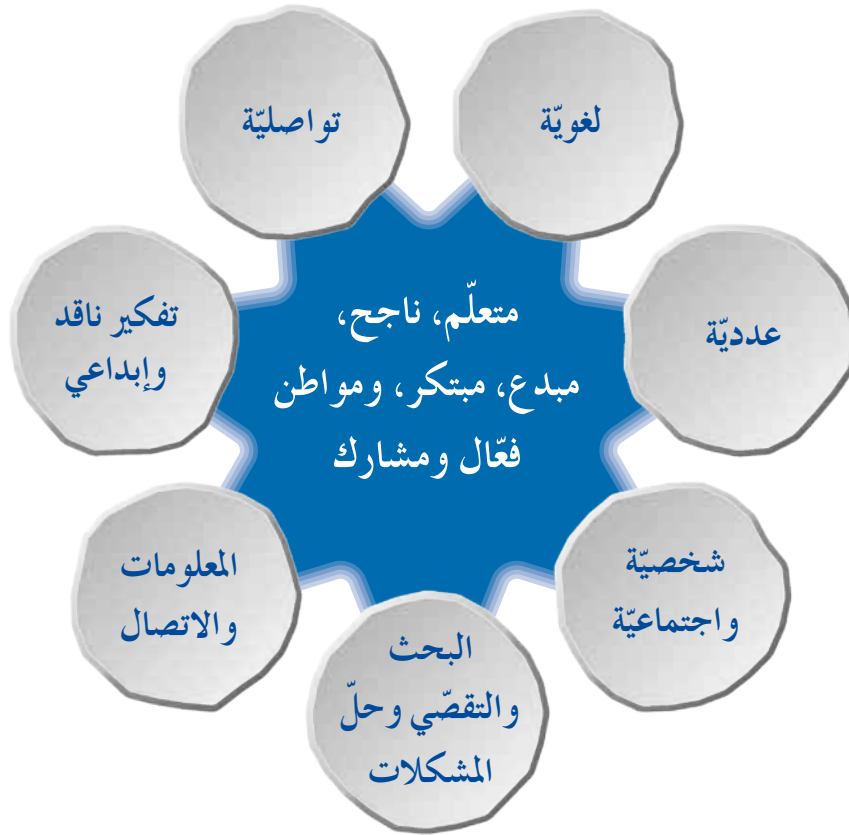 لغويّة
تواصليّة
عدديّة
تفكير ناقد
وإبداعي
متعلّم، ناجح،
مبدع، مبتكر، ومواطن
فعّال ومشارك
شخصيّة
واجتماعيّة
المعلومات
والاتصال
البحث
والتقصّي وحلّ
المشكلات